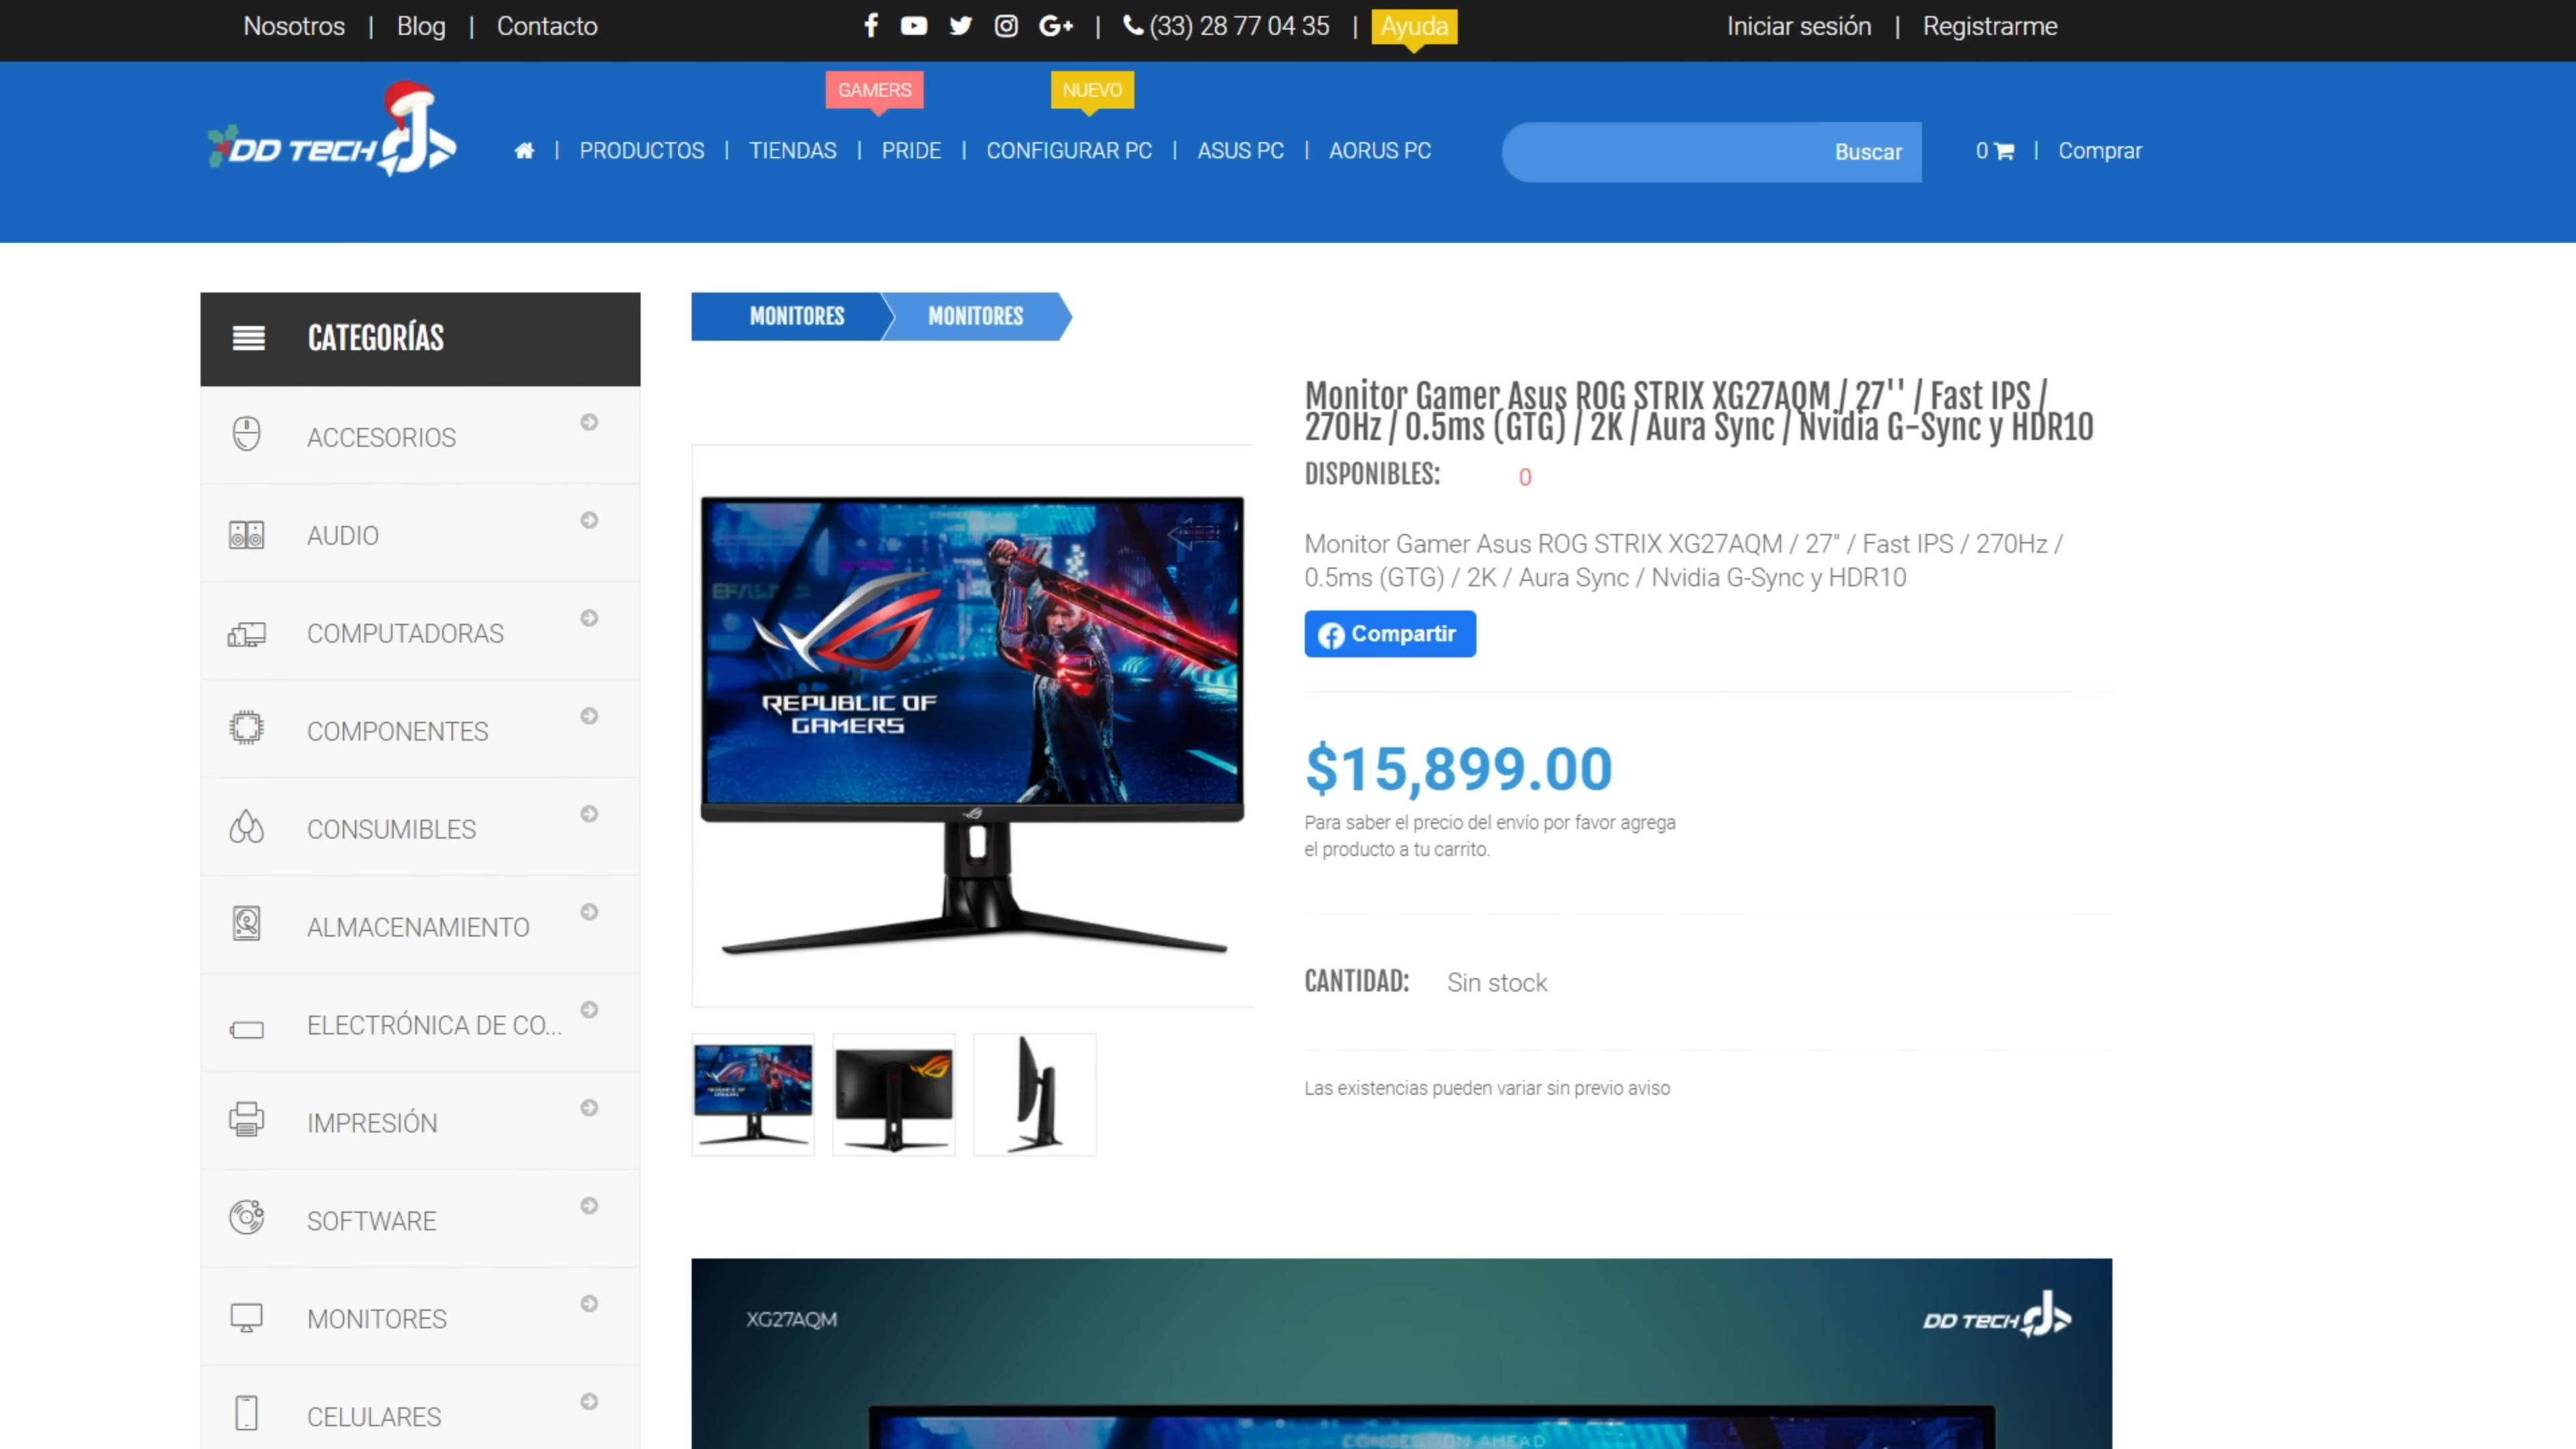 Nosotros | Blog | Contacto
| (33) 28 77 04 35 | Ayuda
Iniciar sesión | Registrarme
GAMERS
NUEVO
DD TECH
| PRODUCTOS | TIENDAS | PRIDE | CONFIGURAR PC | ASUS PC | AORUS PC
Buscar
0 | Comprar
CATEGORÍAS
ACCESORIOS
AUDIO
COMPUTADORAS
COMPONENTES
CONSUMIBLES
ALMACENAMIENTO
ELECTRÓNICA DE CO...
IMPRESIÓN
SOFTWARE
MONITORES
CELULARES
MONITORES
MONITORES
REPUBLIC OF
GAMERS
Monitor Gamer Asus ROG STRIX XG27AQM / 27'' / Fast IPS /
270Hz / 0.5ms (GTG) / 2K / Aura Sync / Nvidia G-Sync y HDR10
DISPONIBLES: 0
Monitor Gamer Asus ROG STRIX XG27AQM / 27" / Fast IPS / 270Hz /
0.5ms (GTG) / 2K / Aura Sync / Nvidia G-Sync y HDR10
Compartir
$15,899.00
Para saber el precio del envío por favor agrega
el producto a tu carrito.
CANTIDAD: Sin stock
Las existencias pueden variar sin previo aviso
XG27AQM
DD TECH
CONGESTION AHEAD